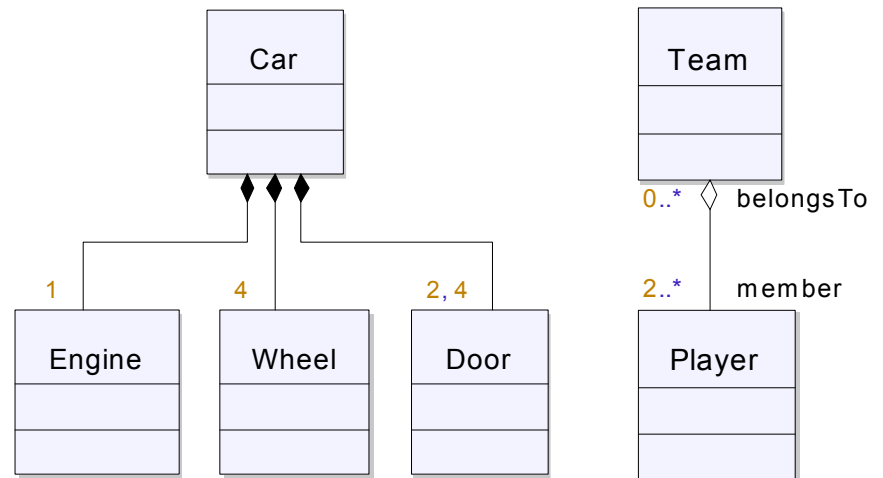 Car
Team
0..* belongsTo
1
4
2, 4
2..* member
Engine
Wheel
Door
Player